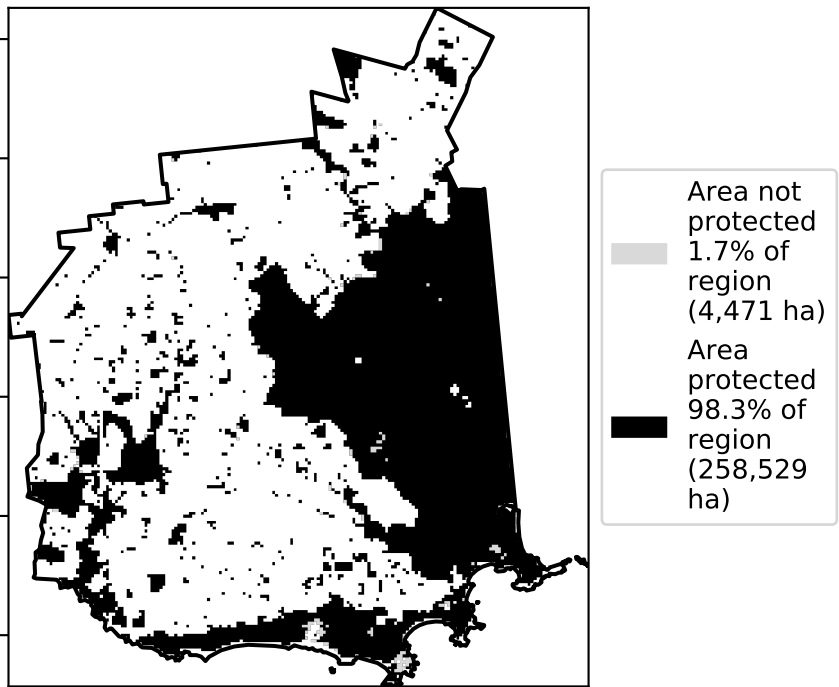 Area not
protected
1.7% of
region
(4,471 ha)
Area
protected
98.3% of
region
(258,529
ha)